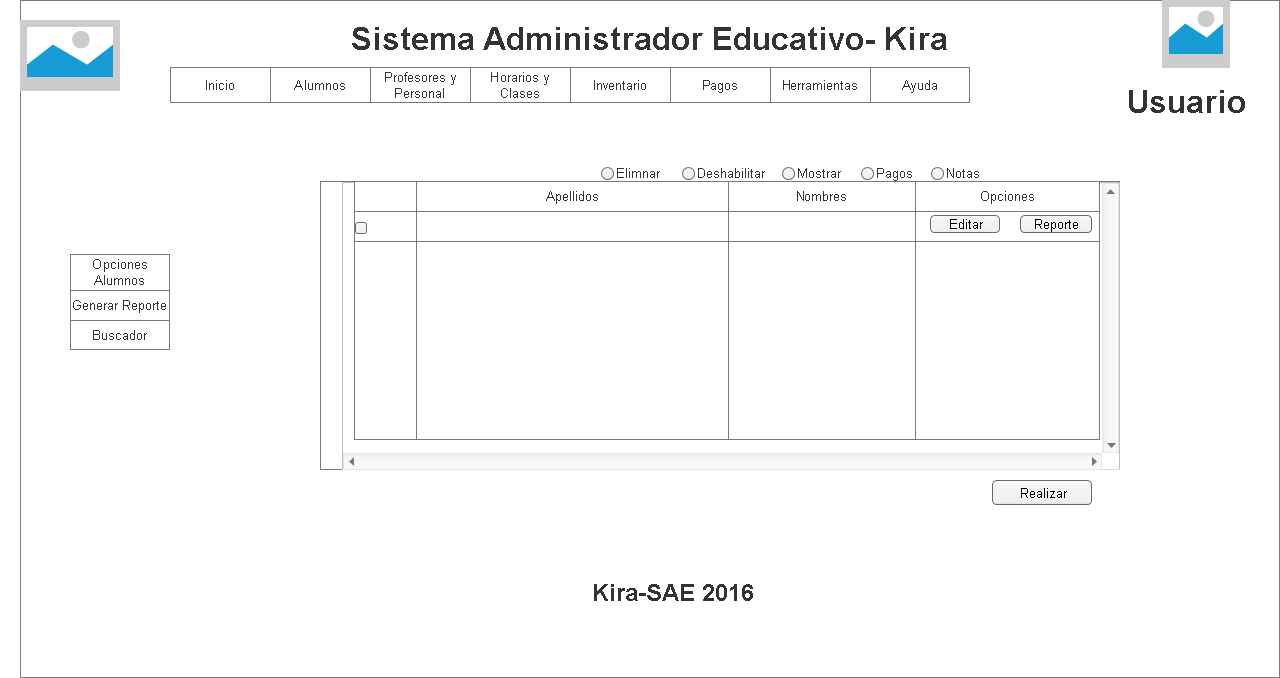 Sistema Administrador Educativo- Kira
Inicio
Alumnos
Profesores y
Personal
Horarios y
Clases
Inventario
Pagos
Herramientas
Ayuda
Usuario
Elimnar
Deshabilitar
Mostrar
Pagos
Notas
Apellidos
Nombres
Opciones
Editar
Reporte
Opciones
Alumnos
Generar Reporte
Buscador
Realizar
Kira-SAE 2016